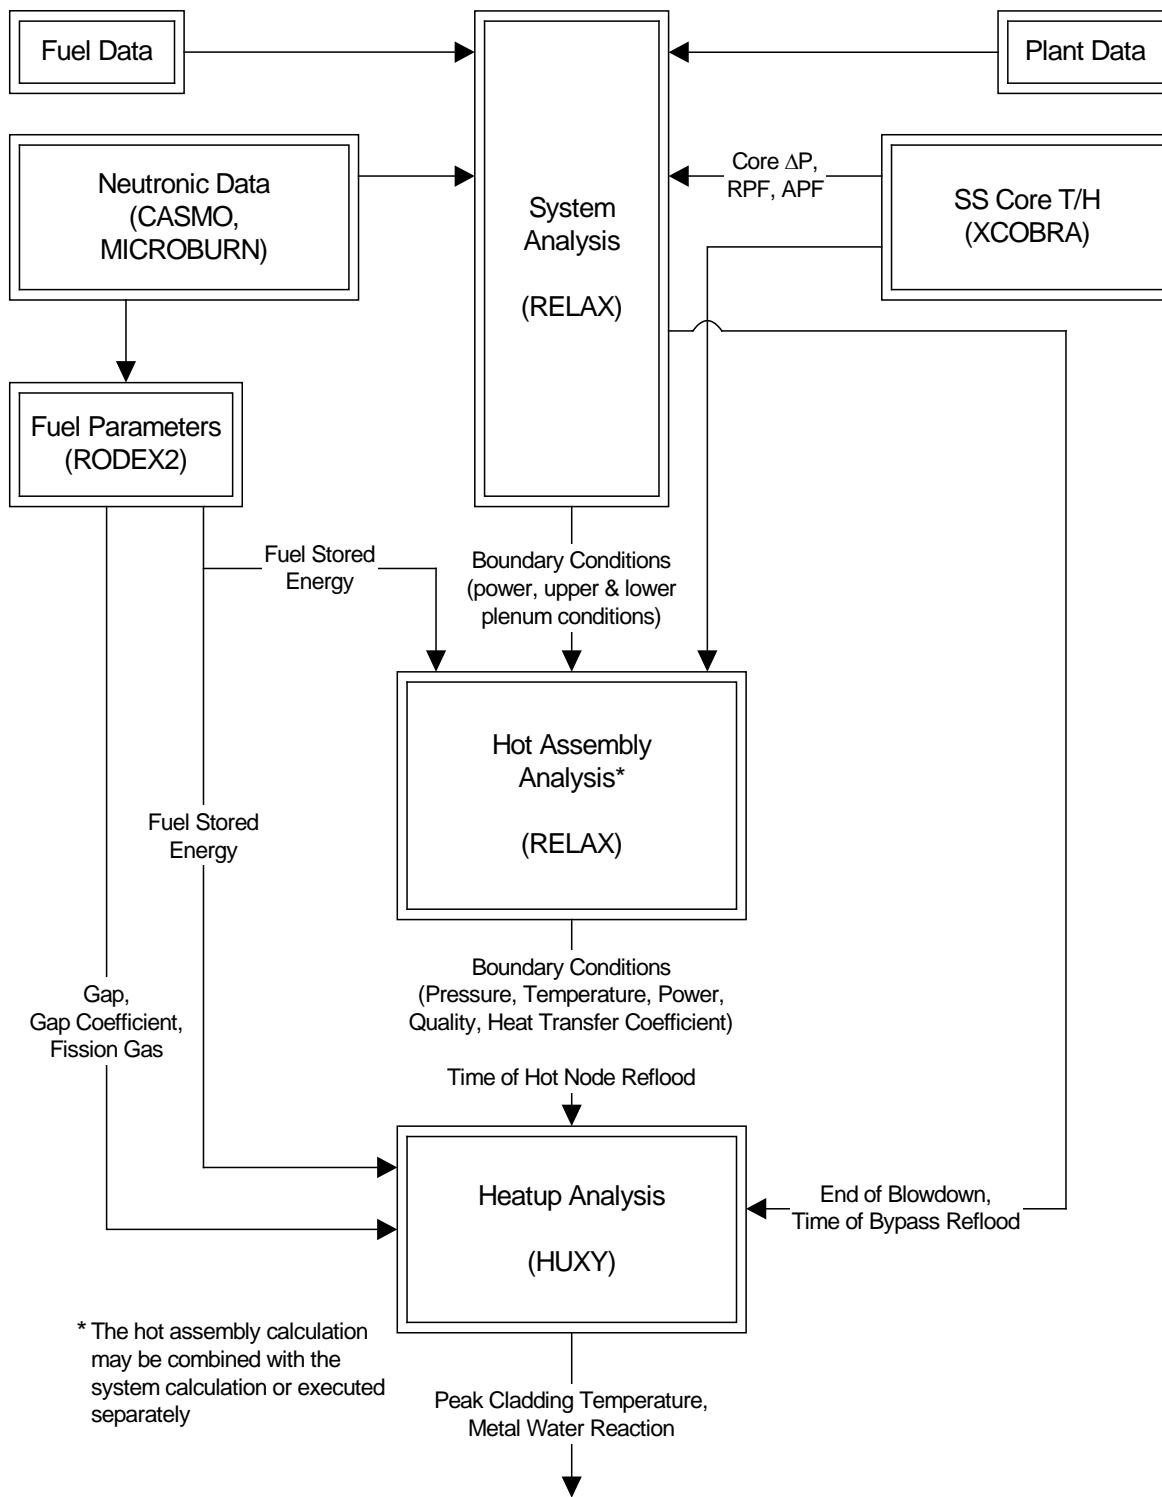 Fuel Data
Plant Data
Neutronic Data
(CASMO,
MICROBURN)
System
Analysis
(RELAX)
Core ΔP,
RPF, APF
SS Core T/H
(XCOBRA)
Fuel Parameters
(RODEX2)
Fuel Stored
Energy
Boundary Conditions
(power, upper & lower
plenum conditions)
Hot Assembly
Analysis*
(RELAX)
Fuel Stored
Energy
Boundary Conditions
(Pressure, Temperature, Power,
Quality, Heat Transfer Coefficient)
Gap,
Gap Coefficient,
Fission Gas
Time of Hot Node Reflood
Heatup Analysis
(HUXY)
End of Blowdown,
Time of Bypass Reflood
* The hot assembly calculation
may be combined with the
system calculation or executed
separately
Peak Cladding Temperature,
Metal Water Reaction